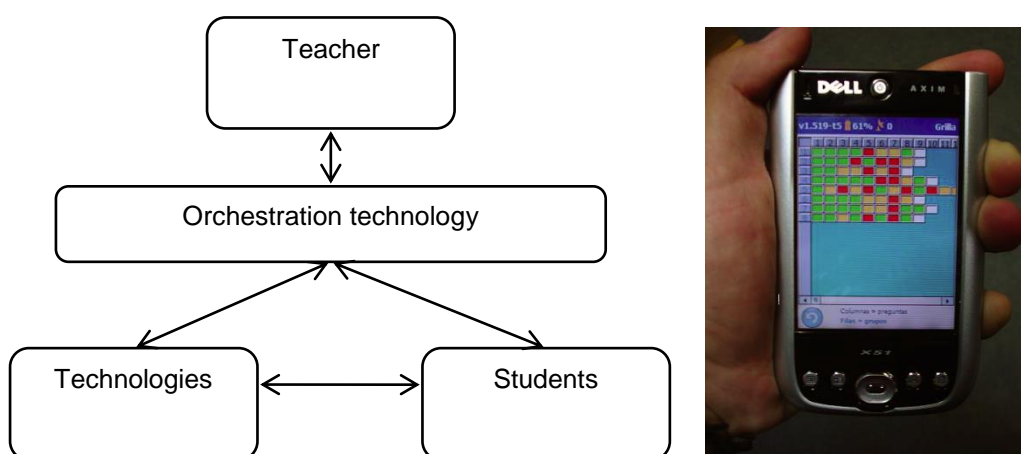 Teacher
Orchestration technology
Technologies
Students
DELL AXIM
v1.519-t5 61% 0 Grilla
1 2 3 4 5 6 7 8 9 10 11
Columnas = preguntas
Filas = grupos
X51